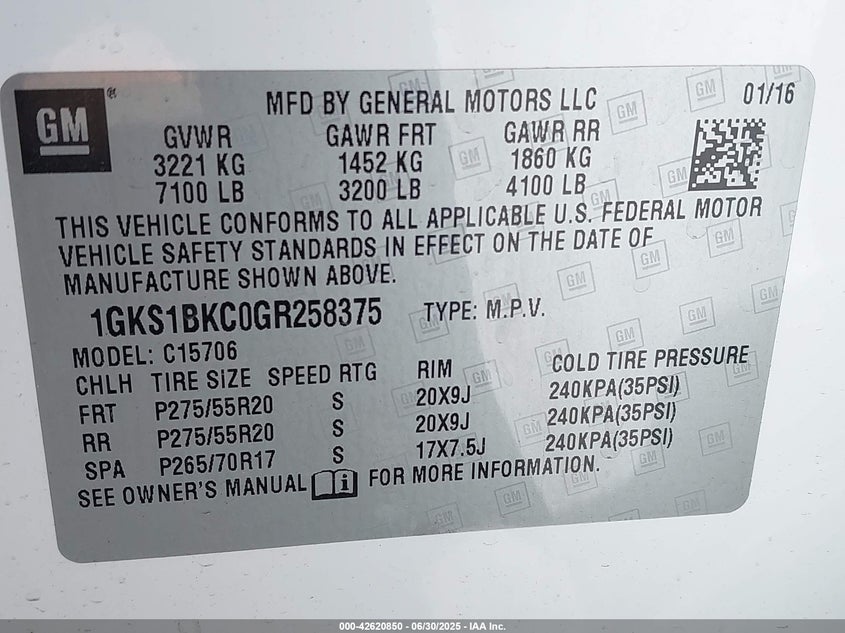 GM®
MFD BY GENERAL MOTORS LLC 01/16
GVWR GAWR FRT GAWR RR
3221 KG 1452 KG 1860 KG
7100 LB 3200 LB 4100 LB
THIS VEHICLE CONFORMS TO ALL APPLICABLE U.S. FEDERAL MOTOR
VEHICLE SAFETY STANDARDS IN EFFECT ON THE DATE OF
MANUFACTURE SHOWN ABOVE.
1GKS1BKC0GR258375 TYPE: M.P.V.
MODEL: C15706
CHLH TIRE SIZE SPEED RTG RIM COLD TIRE PRESSURE
FRT P275/55R20 S 20X9J 240KPA(35PSI)
RR P275/55R20 S 20X9J 240KPA(35PSI)
SPA P265/70R17 S 17X7.5J 240KPA(35PSI)
SEE OWNER'S MANUAL i FOR MORE INFORMATION.
000-42620850 - 06/30/2025 - IAA Inc.